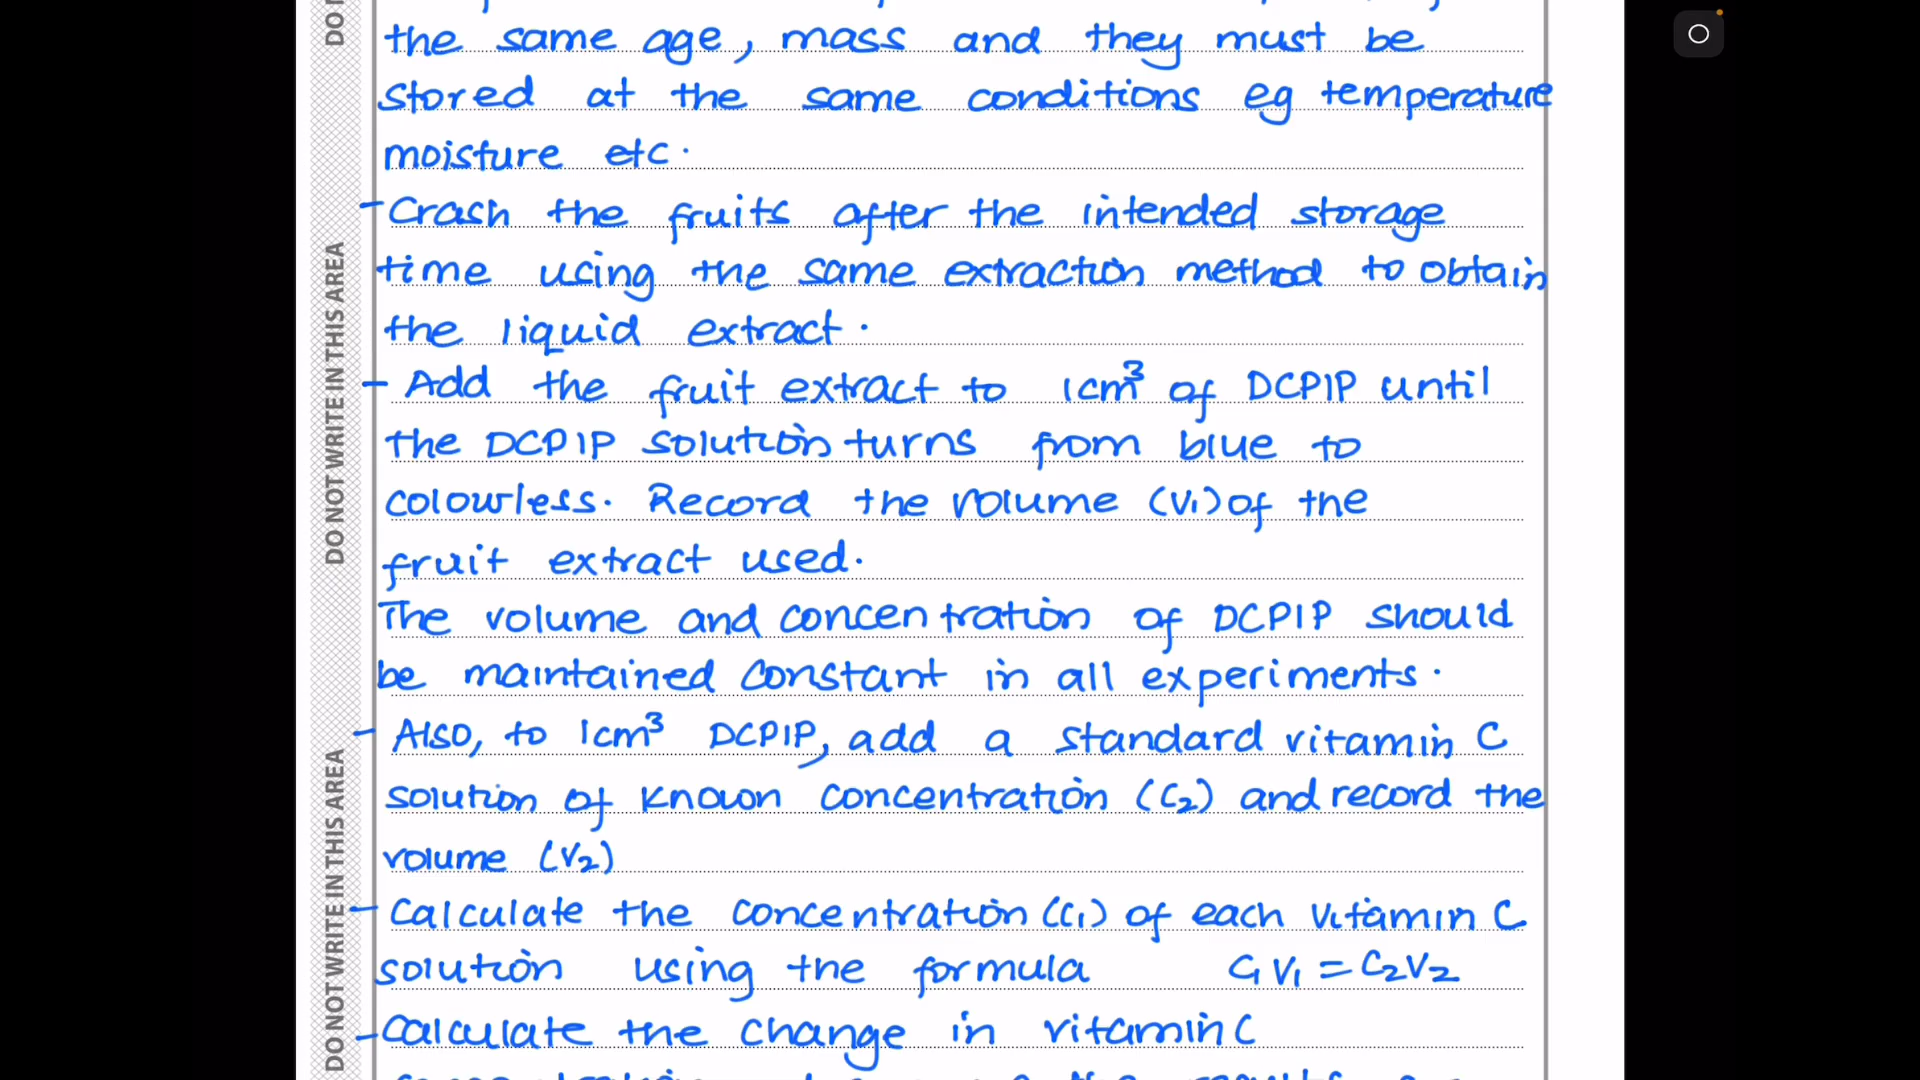 the same age, mass and they must be
stored at the same conditions eg temperature
moisture etc.
- Crash the fruits after the intended storage
time using the same extraction method to obtain
the liquid extract.
- Add the fruit extract to 1cm³ of DCPIP until
the DCPIP solution turns from blue to
colourless. Record the volume (V₁) of the
fruit extract used.
The volume and concentration of DCPIP should
be maintained constant in all experiments.
- Also, to 1cm³ DCPIP, add a standard vitamin C
solution of known concentration (C₂) and record the
volume (V₂)
- Calculate the concentration (C₁) of each vitamin C
solution using the formula C₁V₁ = C₂V₂
- Calculate the change in vitamin C
DO NOT WRITE IN THIS AREA
DO NOT WRITE IN THIS AREA
DO N